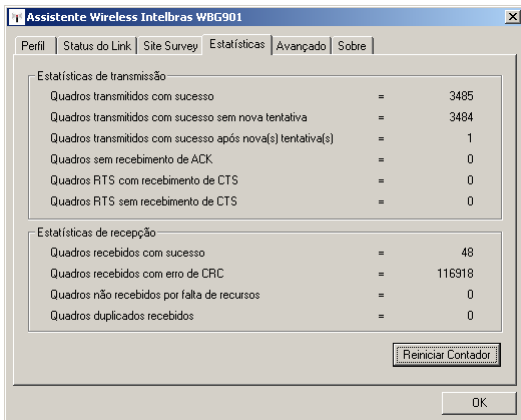 Assistente Wireless Intelbras WBG901
Perfil Status do Link Site Survey Estatísticas Avançado Sobre
Estatísticas de transmissão
Quadros transmitidos com sucesso = 3485
Quadros transmitidos com sucesso sem nova tentativa = 3484
Quadros transmitidos com sucesso após nova(s) tentativa(s) = 1
Quadros sem recebimento de ACK = 0
Quadros RTS com recebimento de CTS = 0
Quadros RTS sem recebimento de CTS = 0
Estatísticas de recepção
Quadros recebidos com sucesso = 48
Quadros recebidos com erro de CRC = 116918
Quadros não recebidos por falta de recursos = 0
Quadros duplicados recebidos = 0
Reiniciar Contador
OK